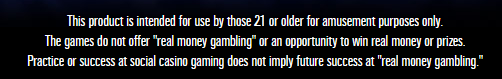 This product is intended for use by those 21 or older for amusement purposes only.
The games do not offer "real money gambling" or an opportunity to win real money or prizes.
Practice or success at social casino gaming does not imply future success at "real money gambling."